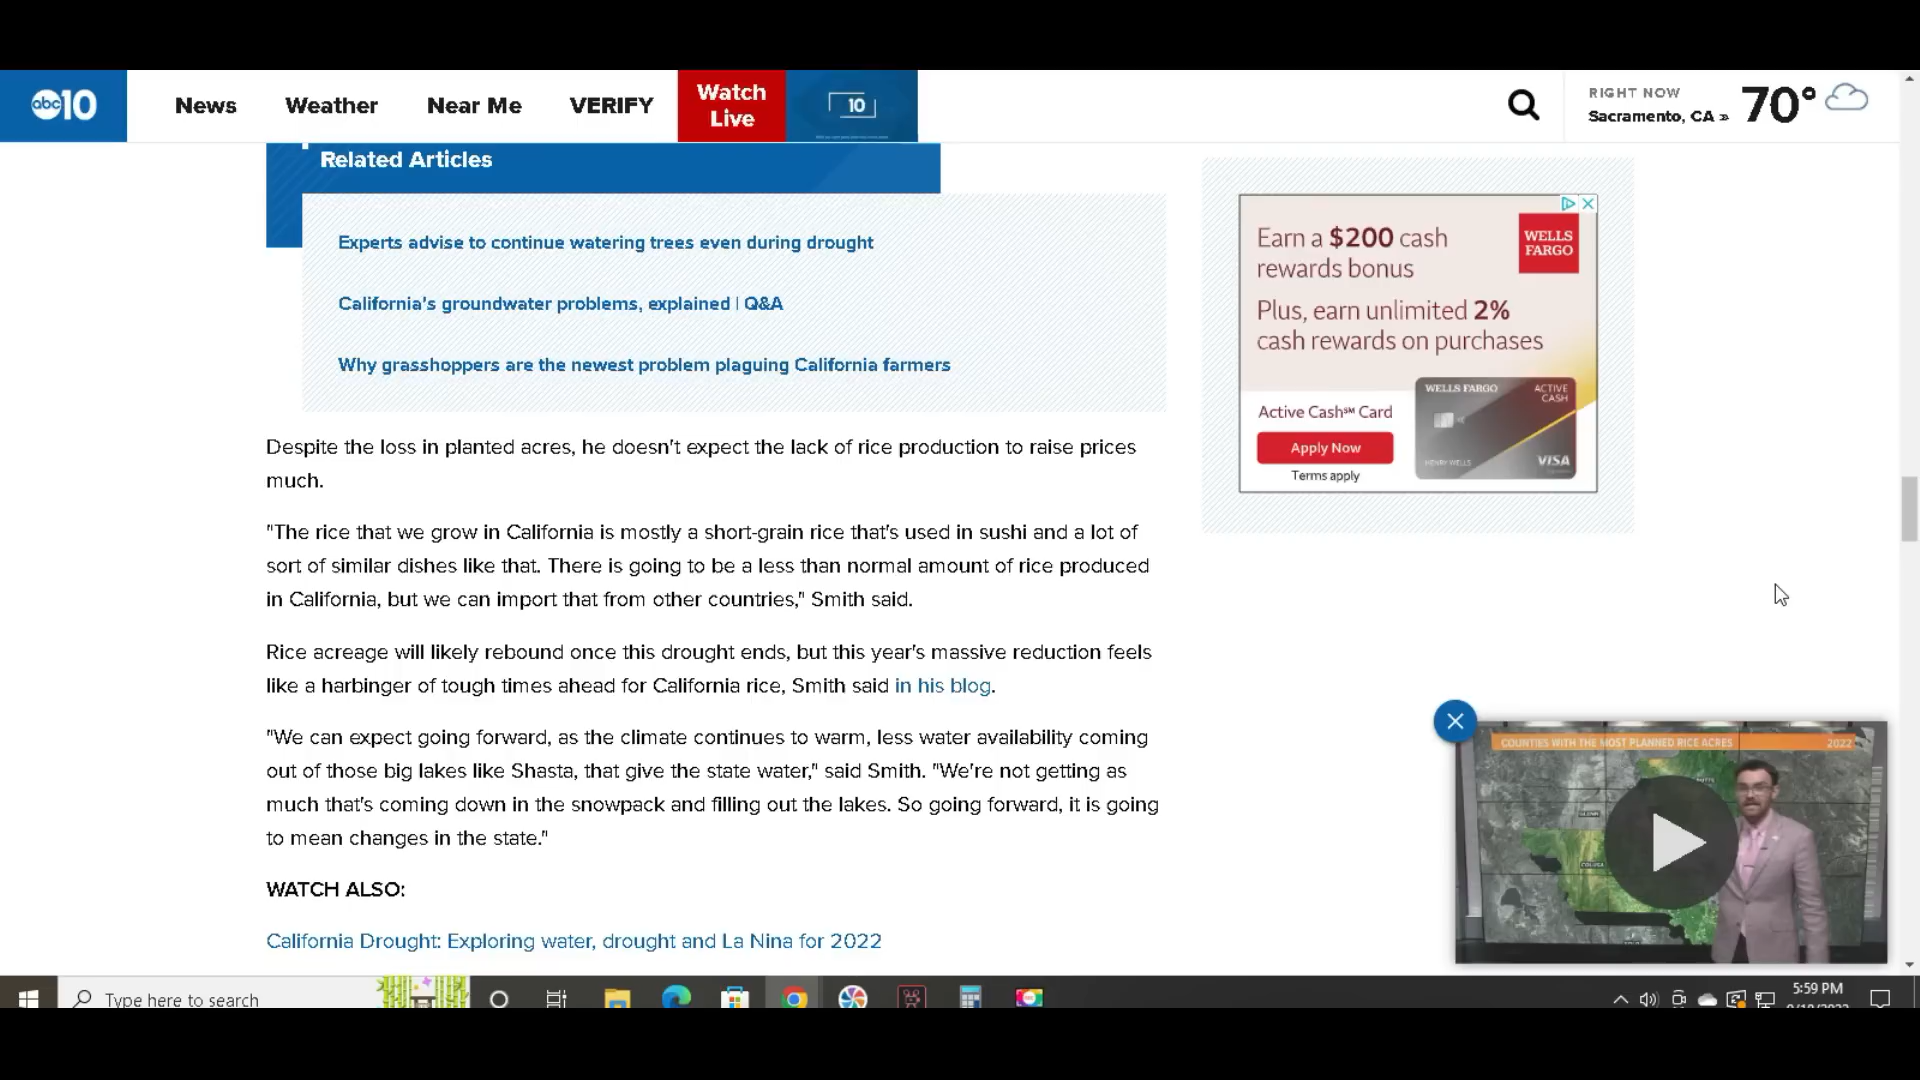 abc10
News
Weather
Near Me
VERIFY
Watch
Live
10
RIGHT NOW
Sacramento, CA »
70°
Related Articles
Experts advise to continue watering trees even during drought
California's groundwater problems, explained | Q&A
Why grasshoppers are the newest problem plaguing California farmers
Despite the loss in planted acres, he doesn't expect the lack of rice production to raise prices
much.
"The rice that we grow in California is mostly a short-grain rice that's used in sushi and a lot of
sort of similar dishes like that. There is going to be a less than normal amount of rice produced
in California, but we can import that from other countries," Smith said.
Rice acreage will likely rebound once this drought ends, but this year's massive reduction feels
like a harbinger of tough times ahead for California rice, Smith said in his blog.
"We can expect going forward, as the climate continues to warm, less water availability coming
out of those big lakes like Shasta, that give the state water," said Smith. "We're not getting as
much that's coming down in the snowpack and filling out the lakes. So going forward, it is going
to mean changes in the state."
WATCH ALSO:
California Drought: Exploring water, drought and La Nina for 2022
Earn a $200 cash
rewards bonus
WELLS
FARGO
Plus, earn unlimited 2%
cash rewards on purchases
Active Cash℠ Card
Apply Now
Terms apply
WELLS FARGO
ACTIVE
CASH
HENRY WELLS
VISA
COUNTIES WITH THE MOST PLANNED RICE ACRES
2022
GLENN
COLUSA
Type here to search
5:59 PM